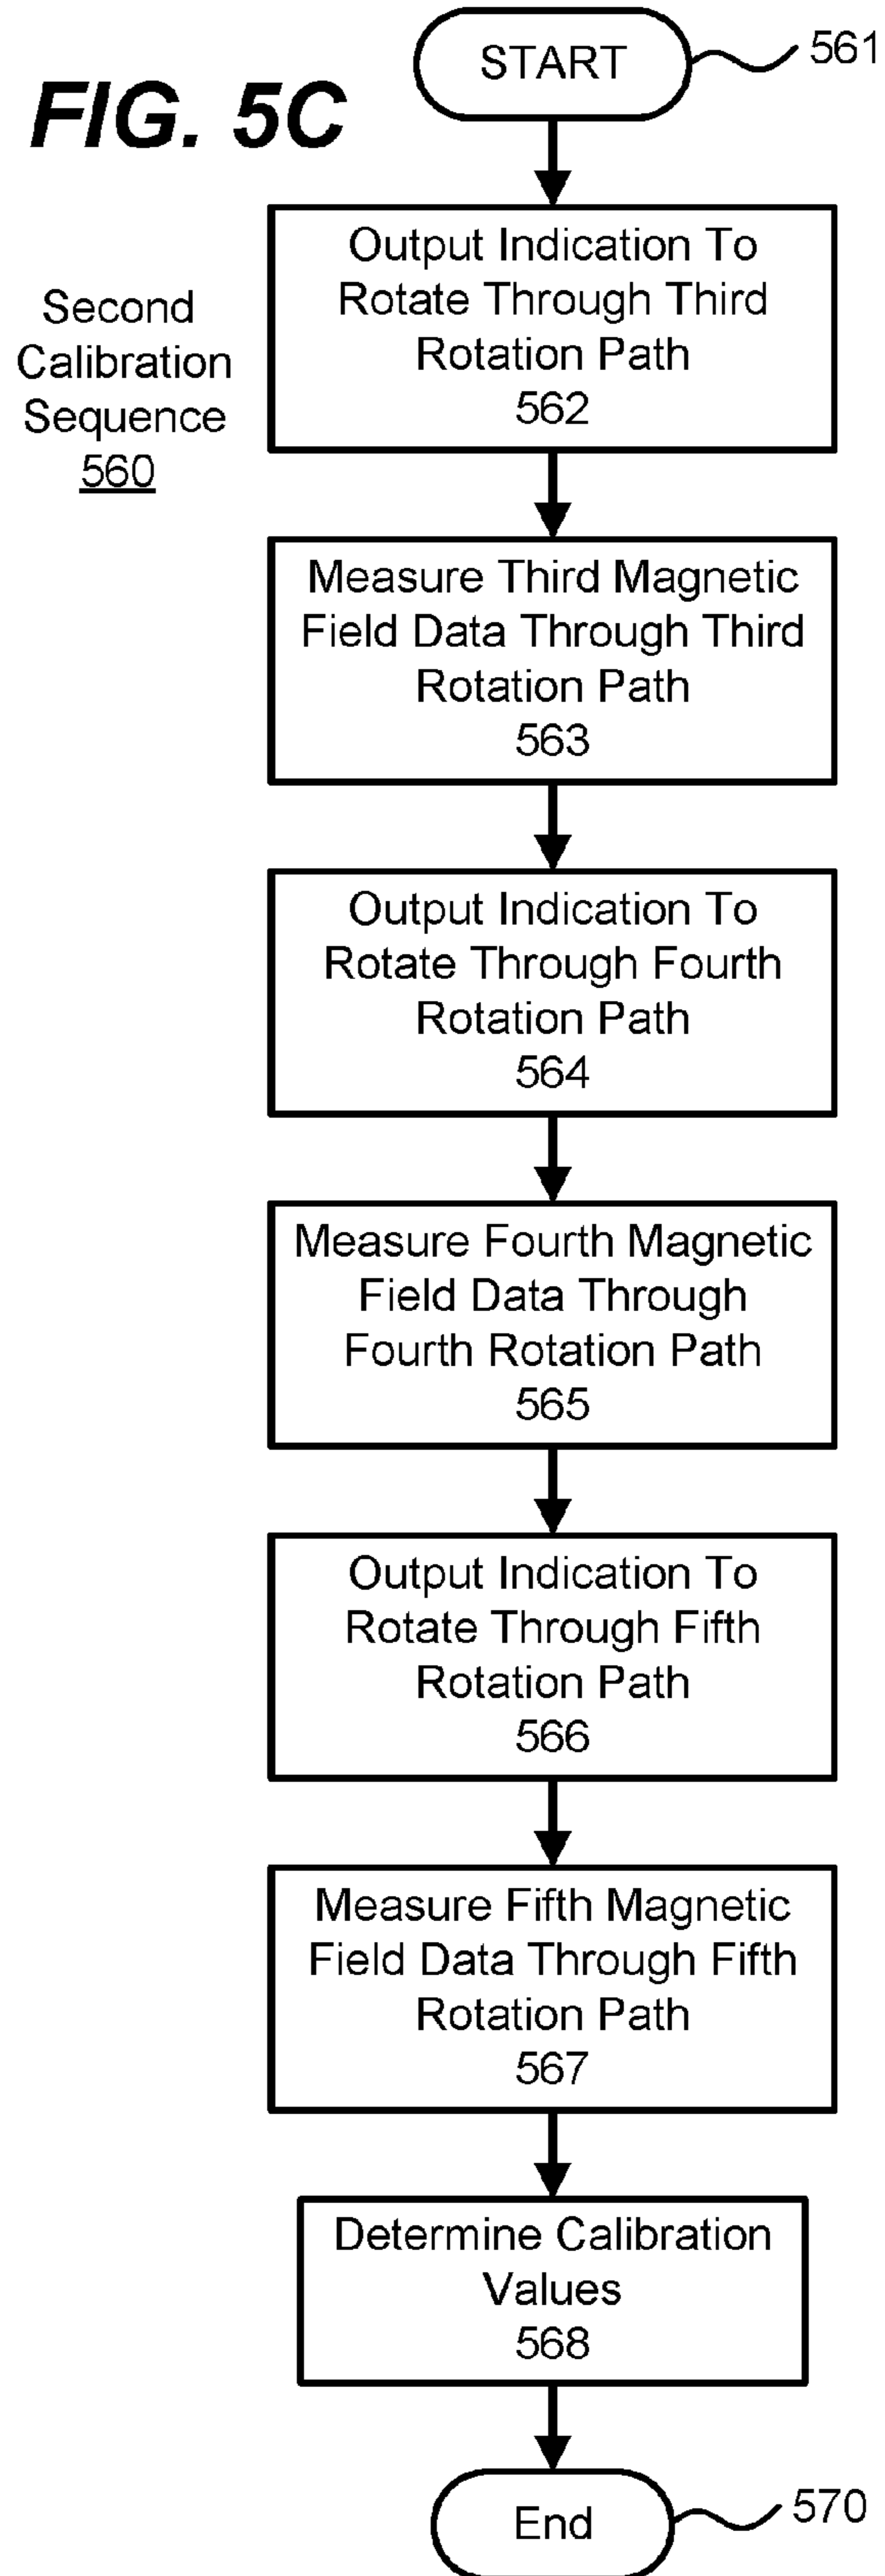 START
561
FIG. 5C
Output Indication To
Rotate Through Third
Rotation Path
562
Second
Calibration
Sequence
560
Measure Third Magnetic
Field Data Through Third
Rotation Path
563
Output Indication To
Rotate Through Fourth
Rotation Path
564
Measure Fourth Magnetic
Field Data Through
Fourth Rotation Path
565
Output Indication To
Rotate Through Fifth
Rotation Path
566
Measure Fifth Magnetic
Field Data Through Fifth
Rotation Path
567
Determine Calibration
Values
568
End
570